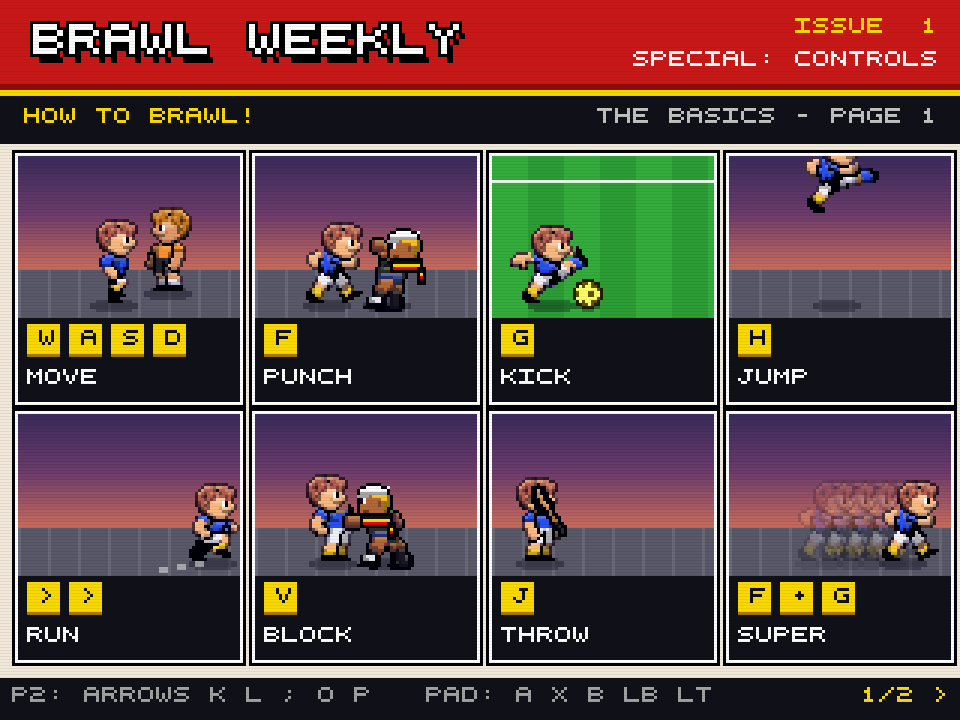 BRAWL WEEKLY
ISSUE 1
SPECIAL: CONTROLS
HOW TO BRAWL!
THE BASICS - PAGE 1
W A S D
MOVE
F
PUNCH
G
KICK
H
JUMP
> >
RUN
V
BLOCK
J
THROW
F + G
SUPER
P2: ARROWS K L ; O P PAD: A X B LB LT
1/2 >